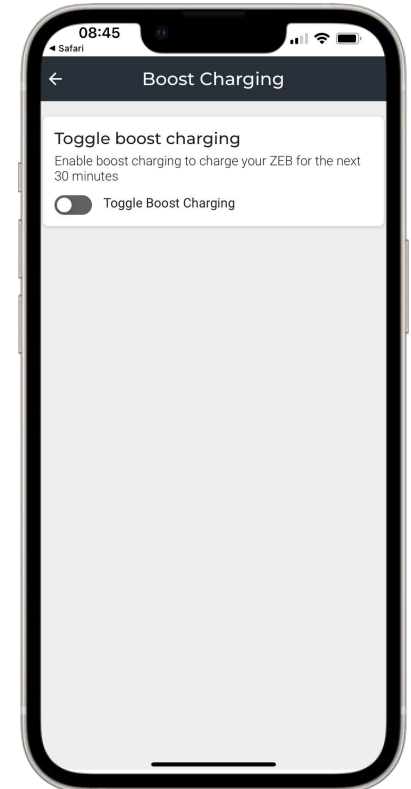 08:45
◀ Safari
Boost Charging
Toggle boost charging
Enable boost charging to charge your ZEB for the next
30 minutes
Toggle Boost Charging